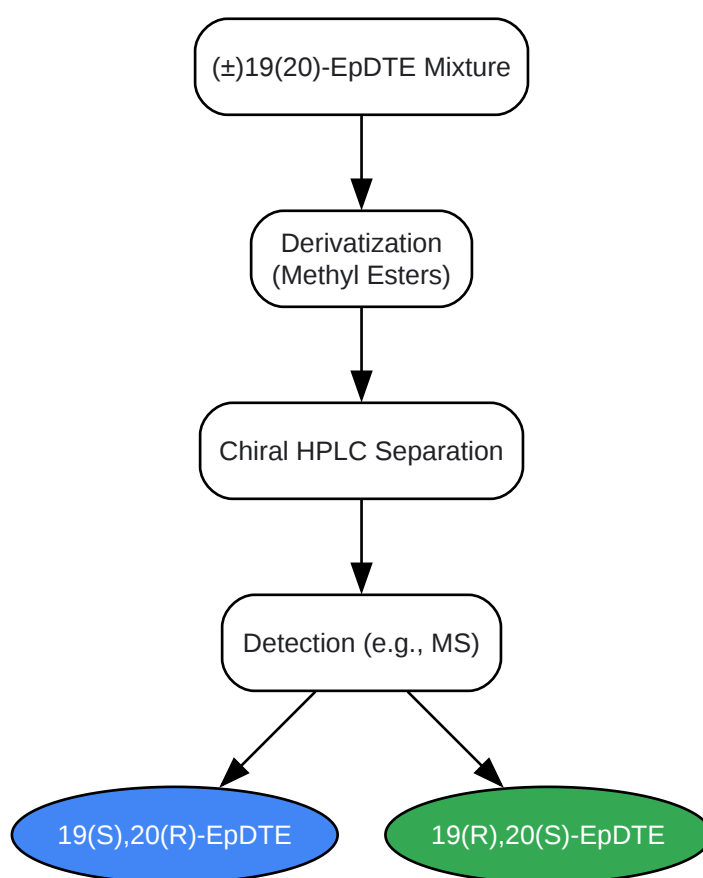 (±)19(20)-EpDTE Mixture
Derivatization
(Methyl Esters)
Chiral HPLC Separation
Detection (e.g., MS)
19(S),20(R)-EpDTE
19(R),20(S)-EpDTE